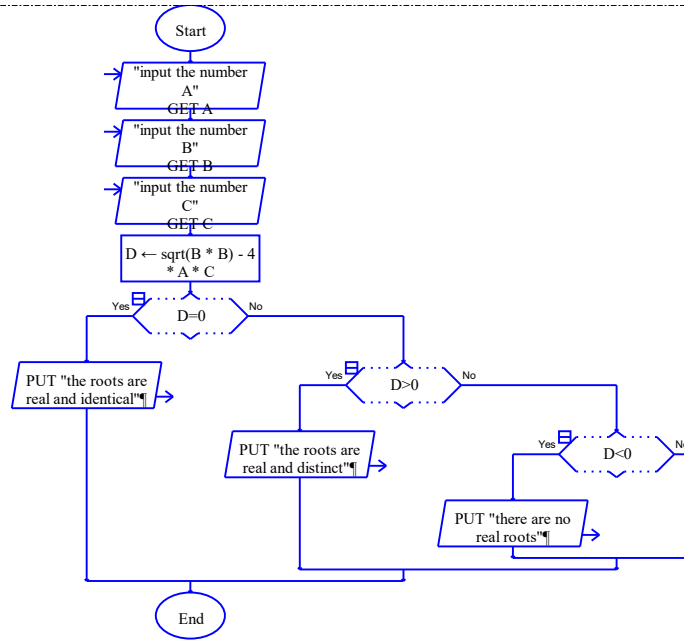 Start
"input the number
A"
GET A
"input the number
B"
GET B
"input the number
C"
GET C
D ← sqrt(B * B) - 4
* A * C
Yes
No
D=0
PUT "the roots are
real and identical"¶
Yes
No
D>0
PUT "the roots are
real and distinct"¶
Yes
No
D<0
PUT "there are no
real roots"¶
End